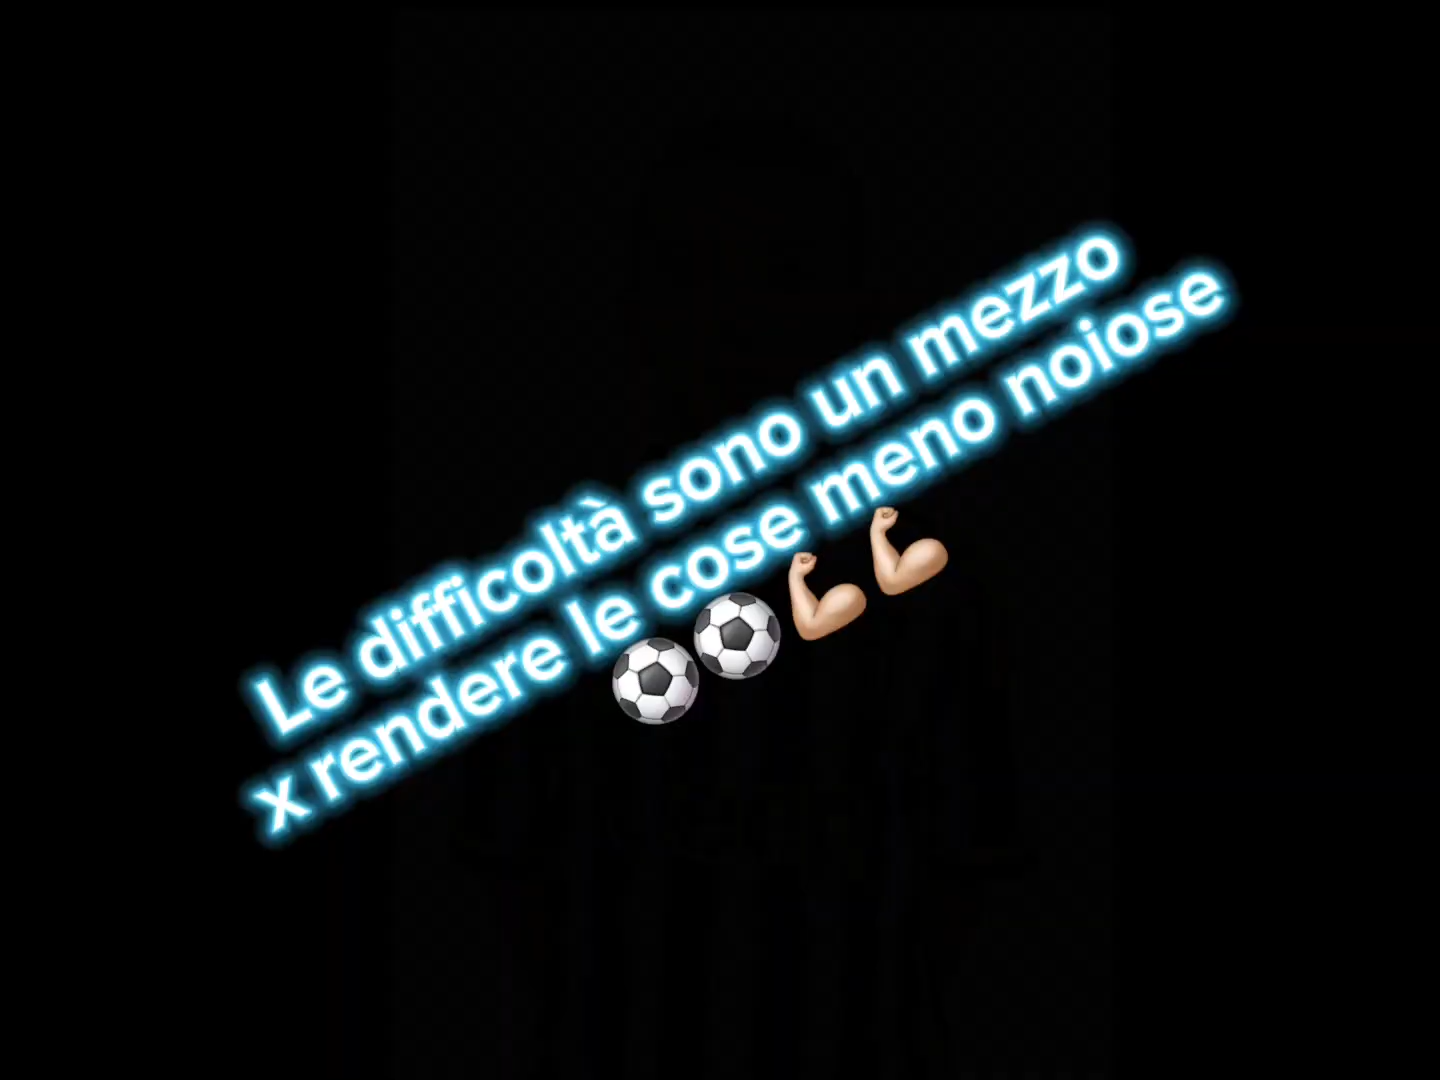 Le difficoltà sono un mezzo
x rendere le cose meno noiose
⚽⚽💪🏼💪🏼